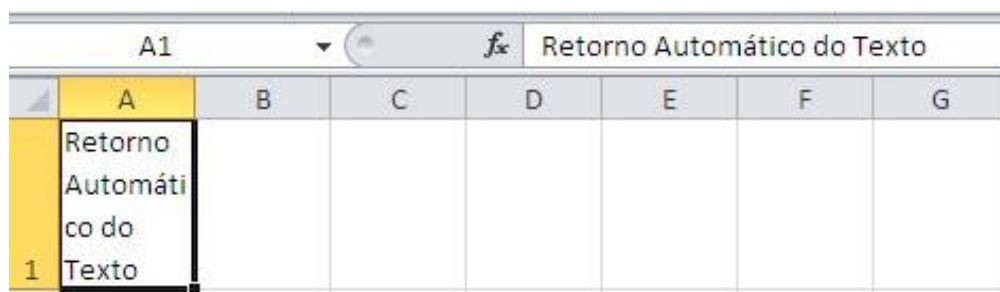 A1 fx Retorno Automático do Texto
A B C D E F G
Retorno
Automáti
co do
1 Texto